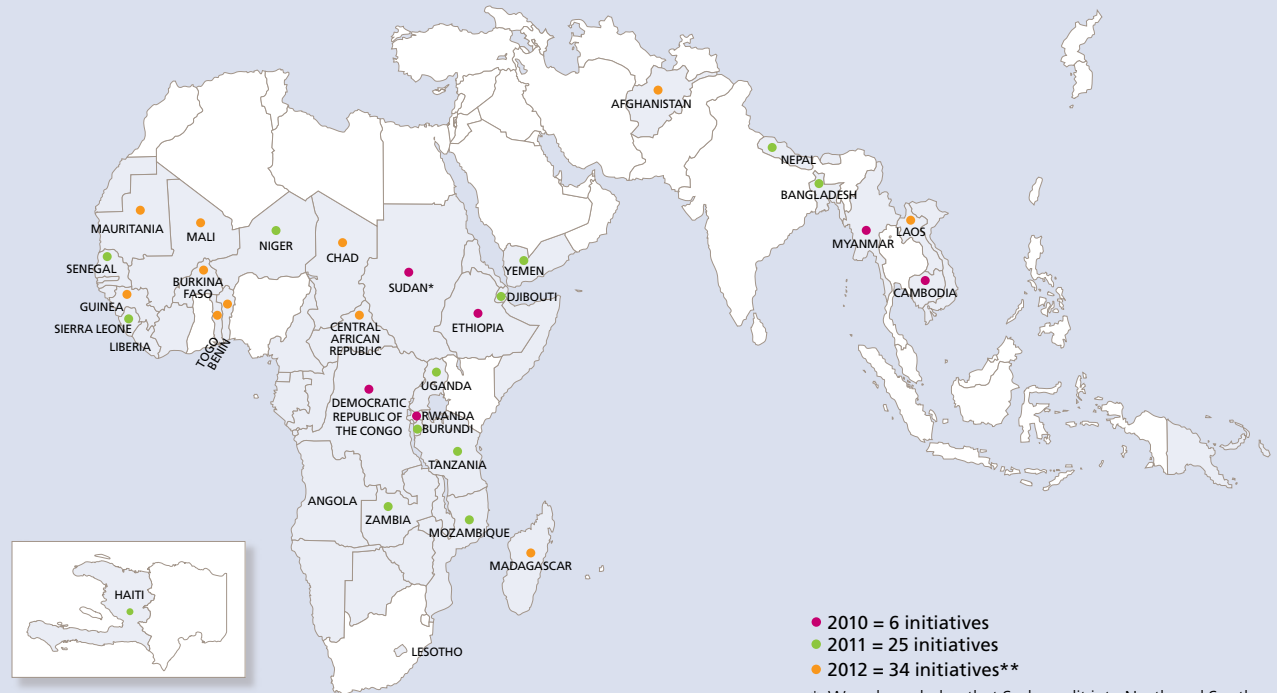 AFGHANISTAN
NEPAL
BANGLADESH
MAURITANIA
MALI
NIGER
CHAD
MYANMAR
LAOS
SENEGAL
BURKINA
FASO
SUDAN*
YEMEN
DJIBOUTI
CAMBODIA
GUINEA
SIERRA LEONE
LIBERIA
TOGO
BENIN
CENTRAL
AFRICAN
REPUBLIC
ETHIOPIA
UGANDA
DEMOCRATIC
REPUBLIC OF
THE CONGO
RWANDA
BURUNDI
TANZANIA
ANGOLA
ZAMBIA
MOZAMBIQUE
MADAGASCAR
HAITI
LESOTHO
2010 = 6 initiatives
2011 = 25 initiatives
2012 = 34 initiatives**